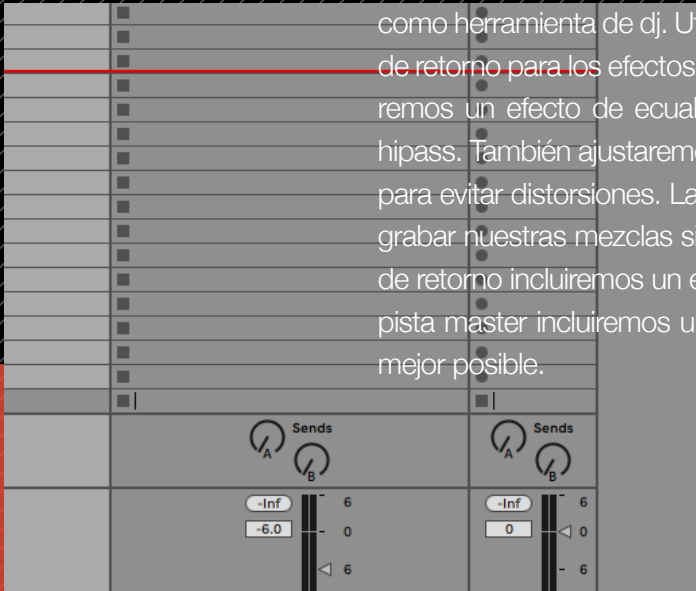 como herramienta de dj.
de retorno para los efectos
remos un efecto de ecual
hipass. También ajustaremo
para evitar distorsiones. La
grabar nuestras mezclas si
de retorno incluiremos un e
pista master incluiremos u
mejor posible.
Sends Sends
A B A B
-Inf 6 -Inf 6
-6.0 0 0 0
6 6